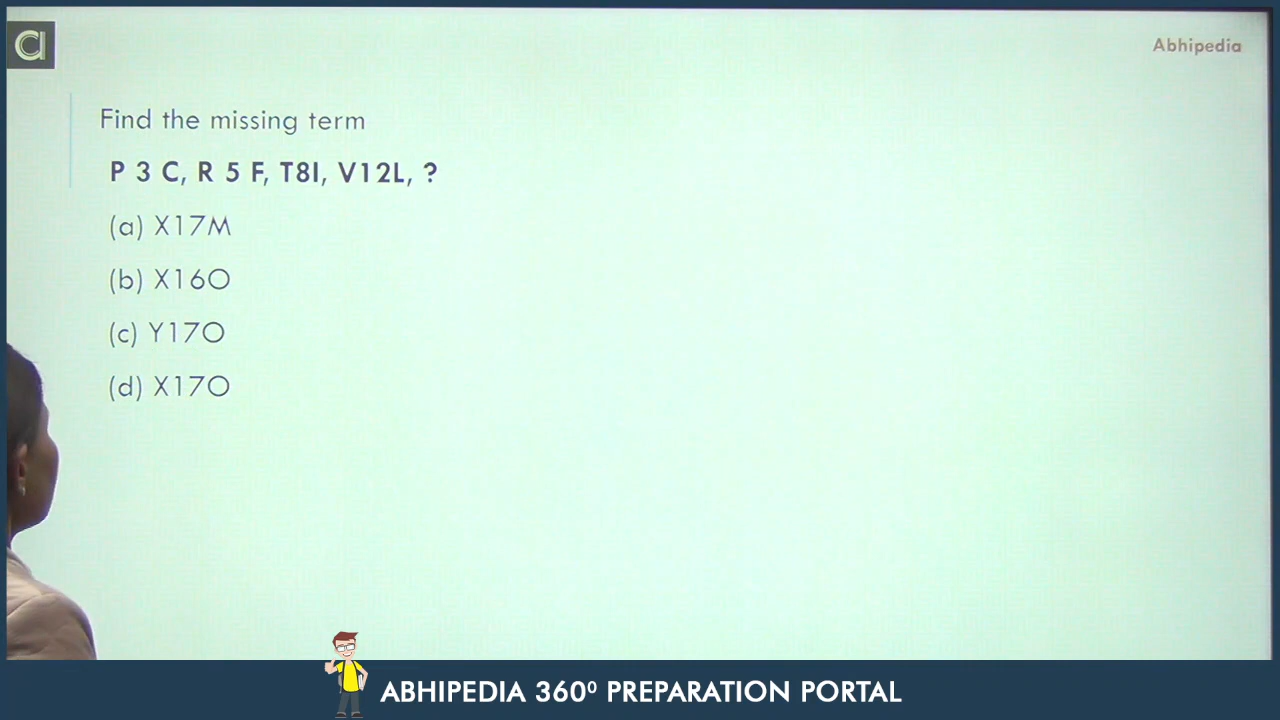 Abhipedia
Find the missing term
P 3 C, R 5 F, T8I, V12L, ?
(a) X17M
(b) X16O
(c) Y17O
(d) X17O
ABHIPEDIA 360⁰ PREPARATION PORTAL